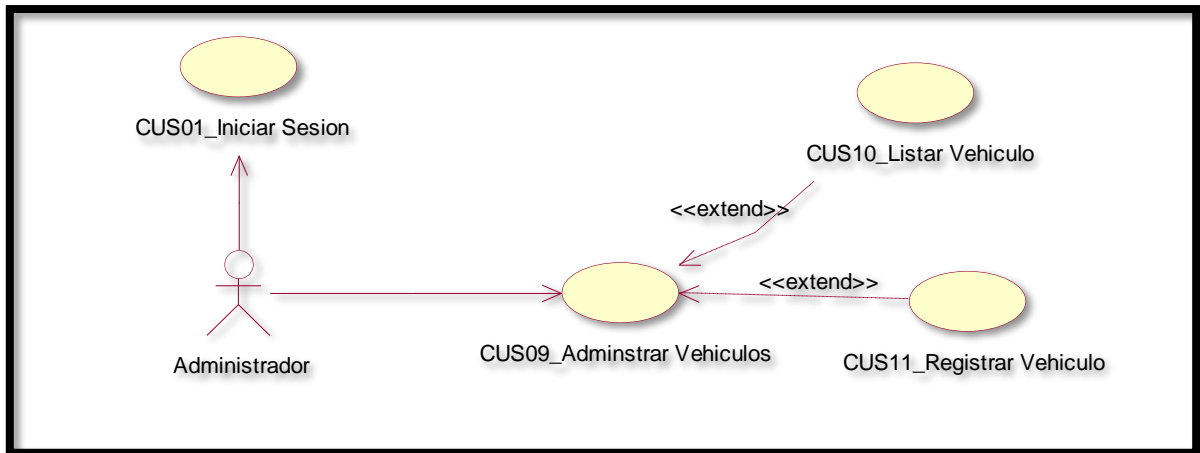 CUS01_Iniciar Sesion
CUS10_Listar Vehiculo
<<extend>>
<<extend>>
CUS09_Adminstrar Vehiculos
Administrador
CUS11_Registrar Vehiculo